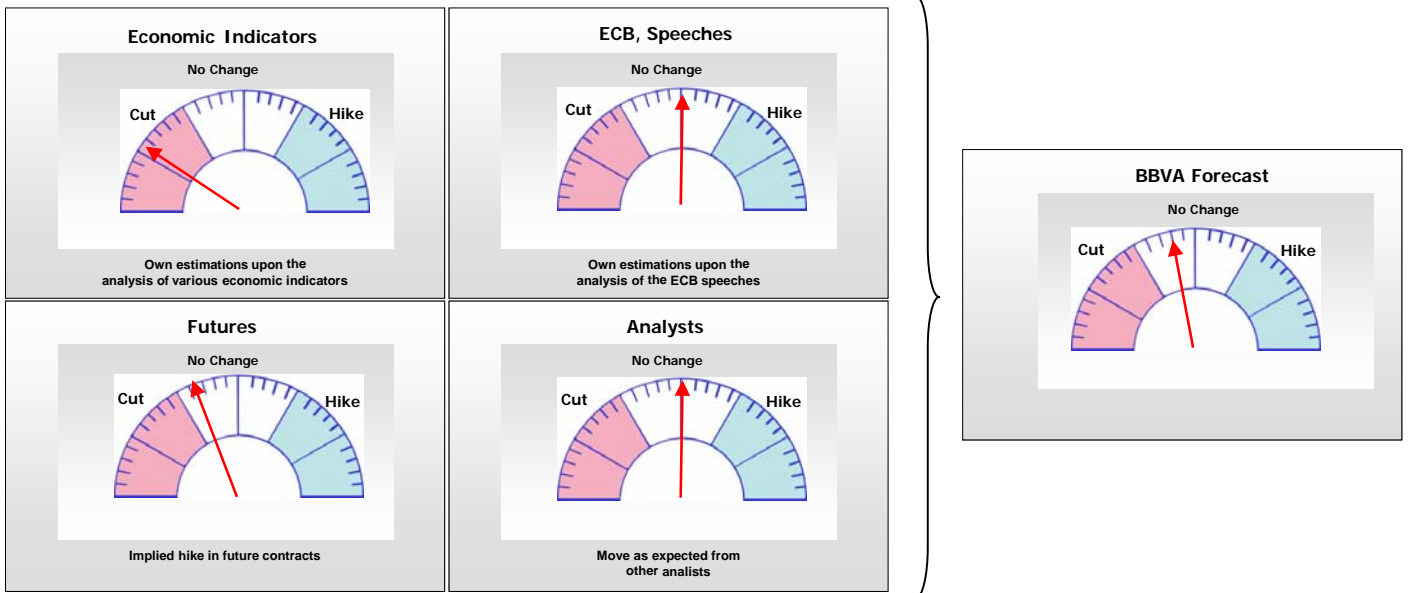 Economic Indicators
No Change
Cut
Hike
Own estimations upon the
analysis of various economic indicators
ECB, Speeches
No Change
Cut
Hike
Own estimations upon the
analysis of the ECB speeches
Futures
No Change
Cut
Hike
Implied hike in future contracts
Analysts
No Change
Cut
Hike
Move as expected from
other analists
BBVA Forecast
No Change
Cut
Hike